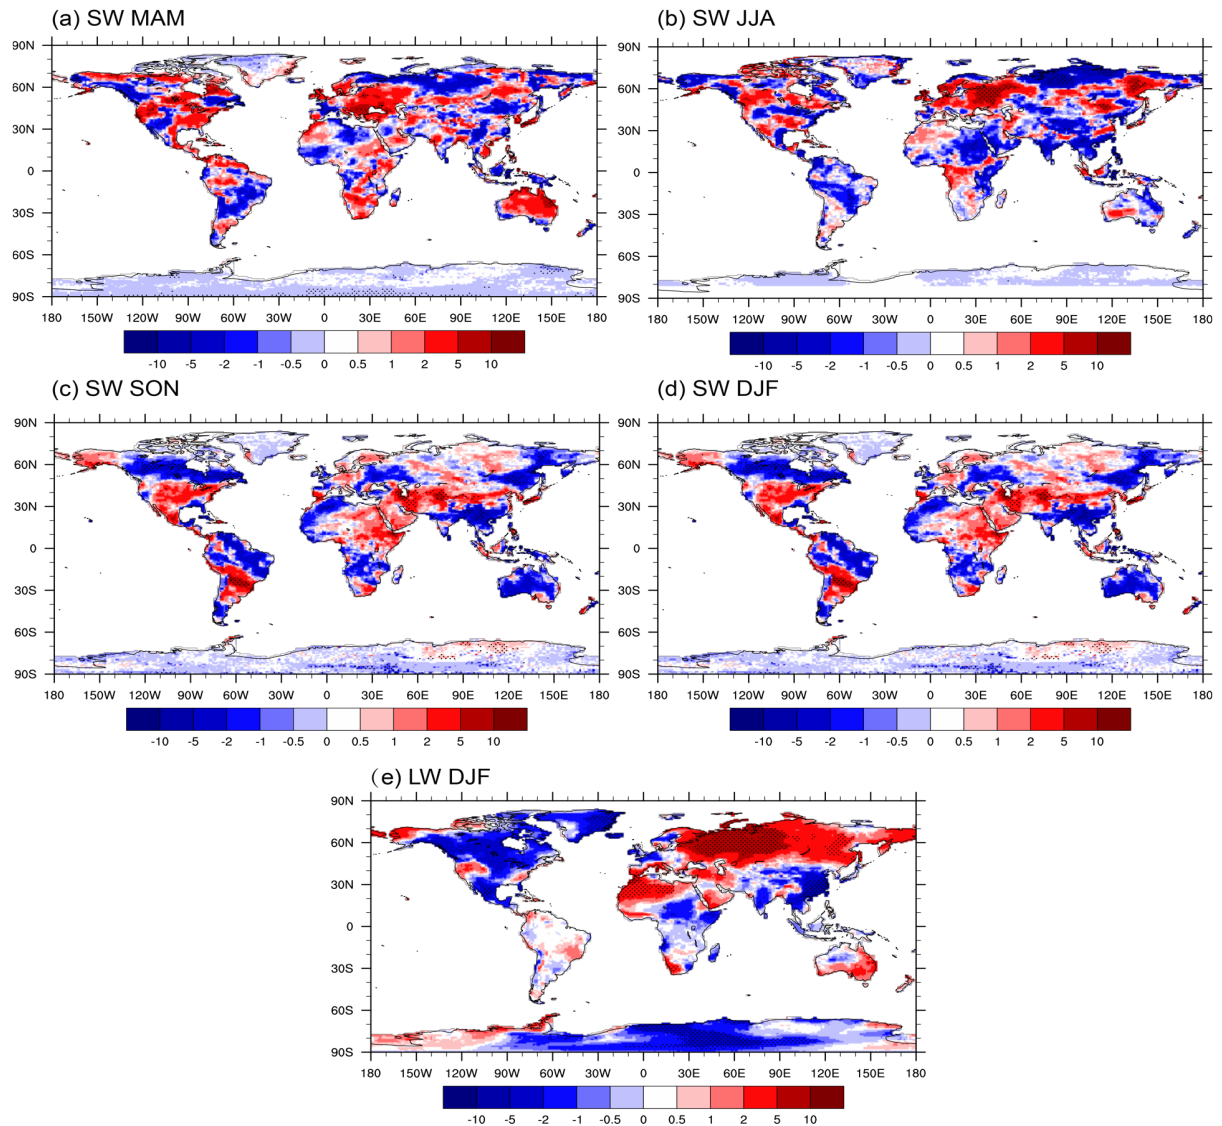 (a) SW MAM
(b) SW JJA
90N
60N
30N
0
30S
60S
90S
180 150W 120W 90W 60W 30W 0 30E 60E 90E 120E 150E 180
-10 -5 -2 -1 -0.5 0 0.5 1 2 5 10
90N
60N
30N
0
30S
60S
90S
180 150W 120W 90W 60W 30W 0 30E 60E 90E 120E 150E 180
-10 -5 -2 -1 -0.5 0 0.5 1 2 5 10
(c) SW SON
(d) SW DJF
90N
60N
30N
0
30S
60S
90S
180 150W 120W 90W 60W 30W 0 30E 60E 90E 120E 150E 180
-10 -5 -2 -1 -0.5 0 0.5 1 2 5 10
90N
60N
30N
0
30S
60S
90S
180 150W 120W 90W 60W 30W 0 30E 60E 90E 120E 150E 180
-10 -5 -2 -1 -0.5 0 0.5 1 2 5 10
(e) LW DJF
90N
60N
30N
0
30S
60S
90S
180 150W 120W 90W 60W 30W 0 30E 60E 90E 120E 150E 180
-10 -5 -2 -1 -0.5 0 0.5 1 2 5 10